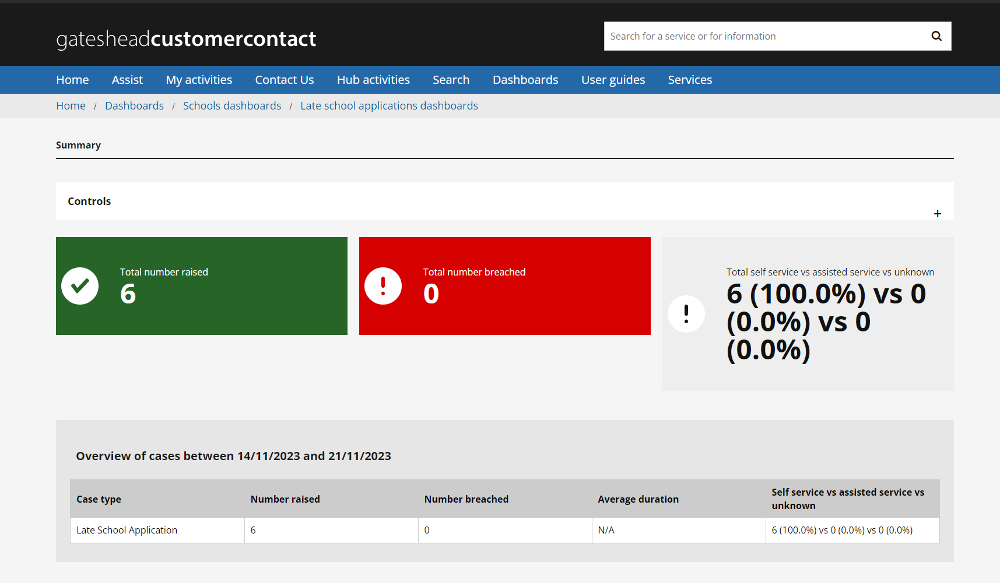 gatesheadcustomercontact
Search for a service or for information
Home My activities Assist Contact Us Hub activities Search Dashboards User guides Services
Home / Dashboards / Schools dashboards / Late school applications dashboards
Summary
Controls
+
Total number raised
6
Total number breached
0
Total self service vs assisted service vs unknown
6 (100.0%) vs 0
(0.0%) vs 0
(0.0%)
Overview of cases between 14/11/2023 and 21/11/2023
Case type Number raised Number breached Average duration Self service vs assisted service vs
unknown
Late School Application 6 0 N/A 6 (100.0%) vs 0 (0.0%) vs 0 (0.0%)